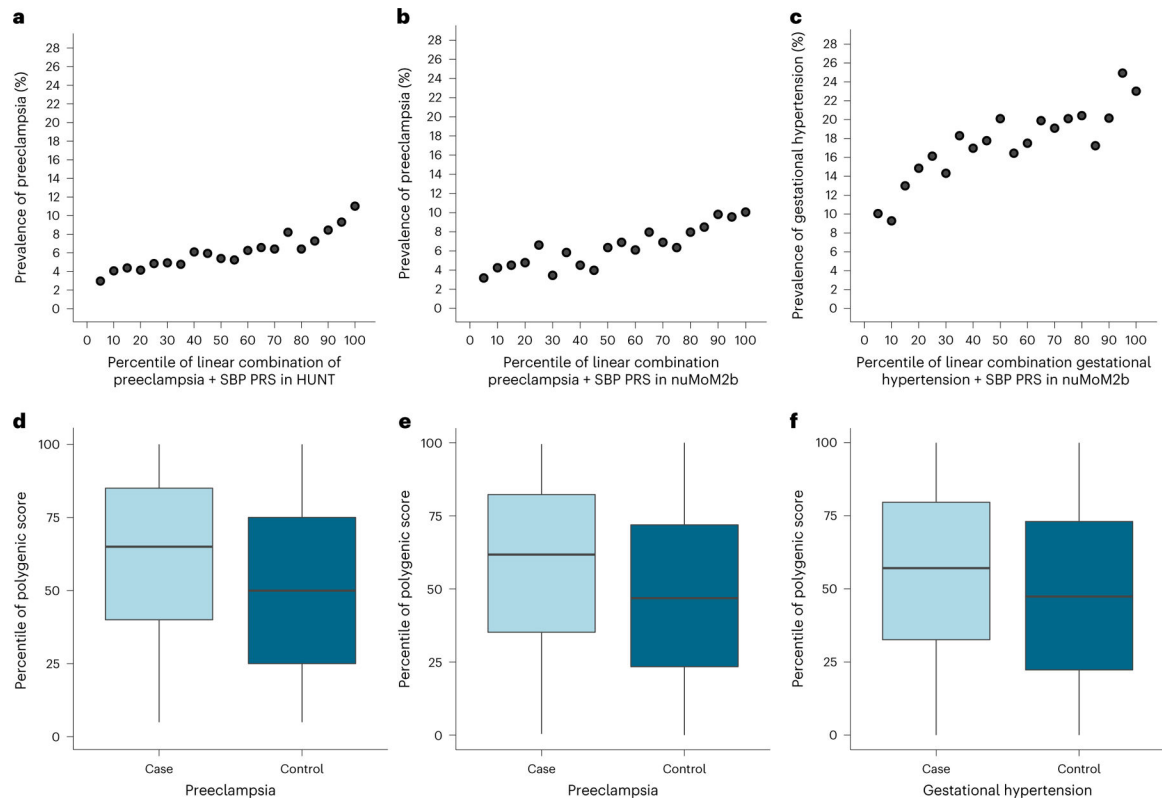 a
Prevalence of preeclampsia (%)
28
26
24
22
20
18
16
14
12
10
8
6
4
2
0
0 10 20 30 40 50 60 70 80 90 100
Percentile of linear combination of
preeclampsia + SBP PRS in HUNT
b
Prevalence of preeclampsia (%)
28
26
24
22
20
18
16
14
12
10
8
6
4
2
0
0 10 20 30 40 50 60 70 80 90 100
Percentile of linear combination
preeclampsia + SBP PRS in nuMoM2b
c
Prevalence of gestational hypertension (%)
28
26
24
22
20
18
16
14
12
10
8
6
4
2
0
0 10 20 30 40 50 60 70 80 90 100
Percentile of linear combination gestational
hypertension + SBP PRS in nuMoM2b
d
Percentile of polygenic score
100
75
50
25
0
Case Control
Preeclampsia
e
Percentile of polygenic score
100
75
50
25
0
Case Control
Preeclampsia
f
Percentile of polygenic score
100
75
50
25
0
Case Control
Gestational hypertension